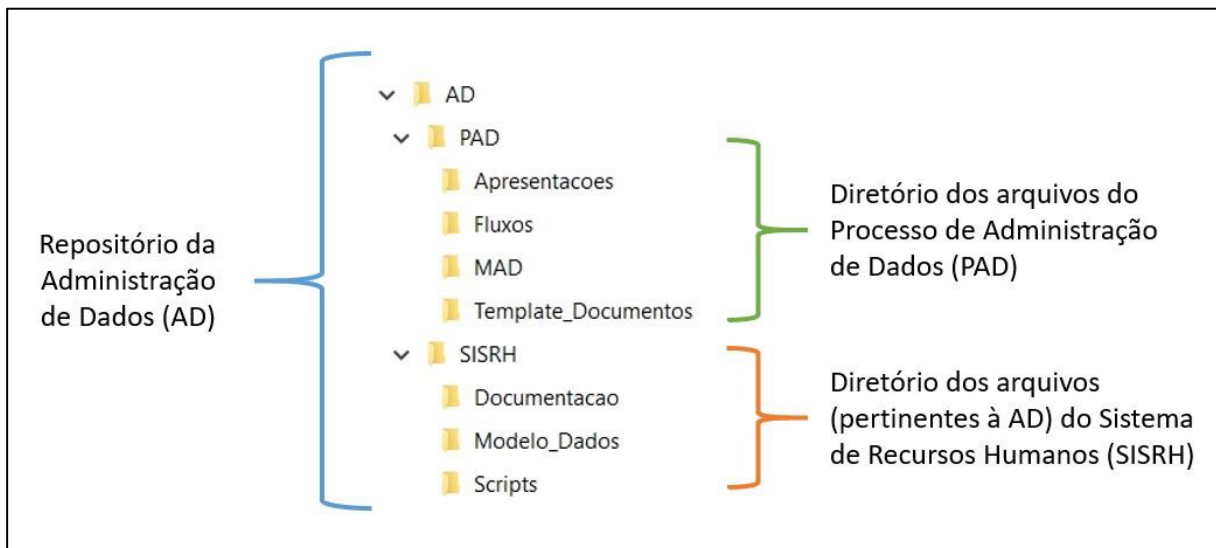 Repositório da
Administração
de Dados (AD)
AD
PAD
Apresentacoes
Fluxos
MAD
Template_Documentos
SISRH
Documentacao
Modelo_Dados
Scripts
Diretório dos arquivos do
Processo de Administração
de Dados (PAD)
Diretório dos arquivos
(pertinentes à AD) do Sistema
de Recursos Humanos (SISRH)